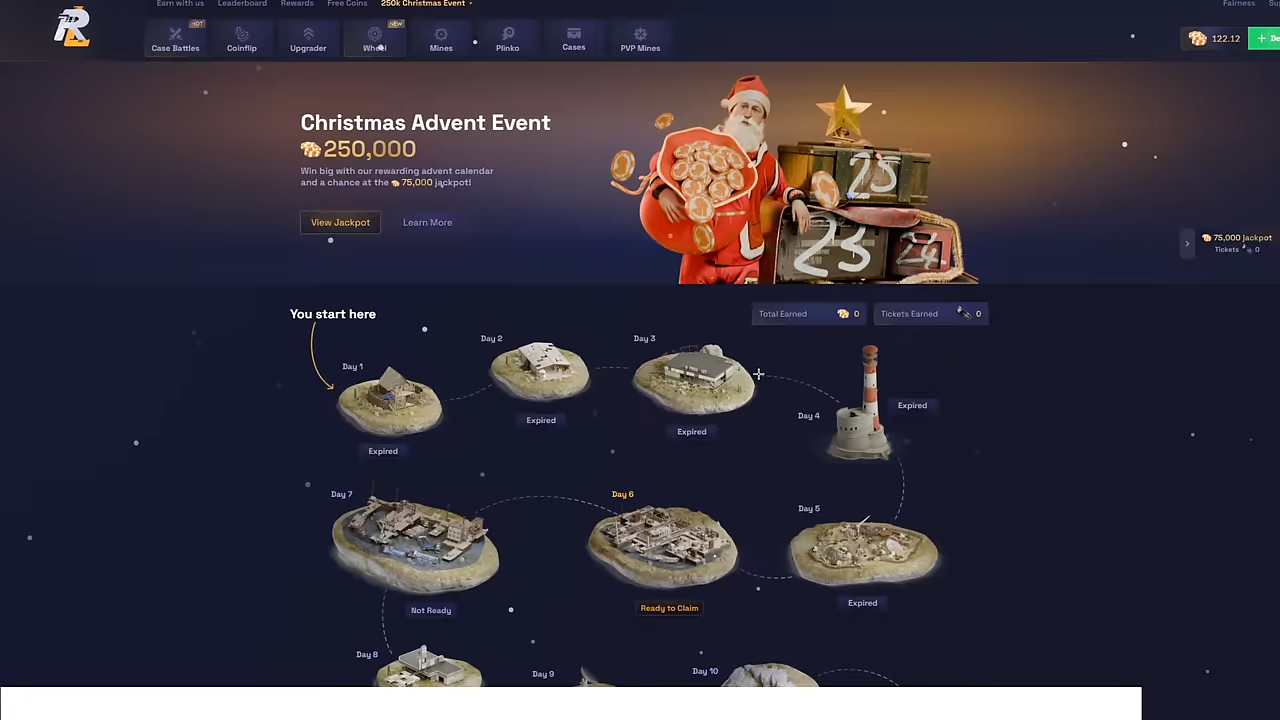 Earn with us
Leaderboard
Rewards
Free Coins
250k Christmas Event
Fairness
HOT
NEW
Case Battles
Coinflip
Upgrader
Wheel
Mines
Plinko
Cases
PVP Mines
122.12
+
Christmas Advent Event
250,000
Win big with our rewarding advent calendar
and a chance at the 75,000 jackpot!
View Jackpot
Learn More
25
23
24
75,000 jackpot
Tickets 0
You start here
Total Earned 0
Tickets Earned 0
Day 1
Expired
Day 2
Expired
Day 3
Expired
Day 4
Expired
Day 7
Not Ready
Day 6
Ready to Claim
Day 5
Expired
Day 8
Day 9
Day 10